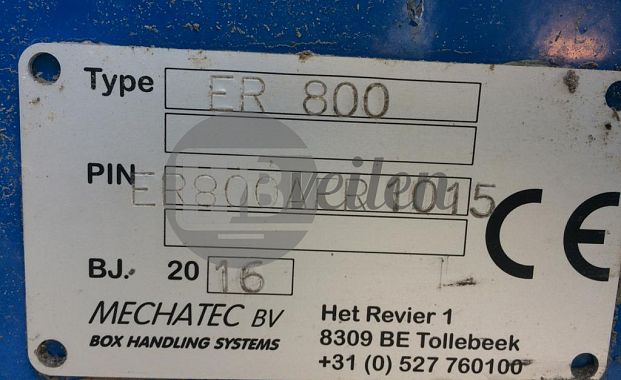 Type ER 800
PIN
veilen
BJ. 20 16
CE
MECHATEC BV
BOX HANDLING SYSTEMS
Het Revier 1
8309 BE Tollebeek
+31 (0) 527 760100